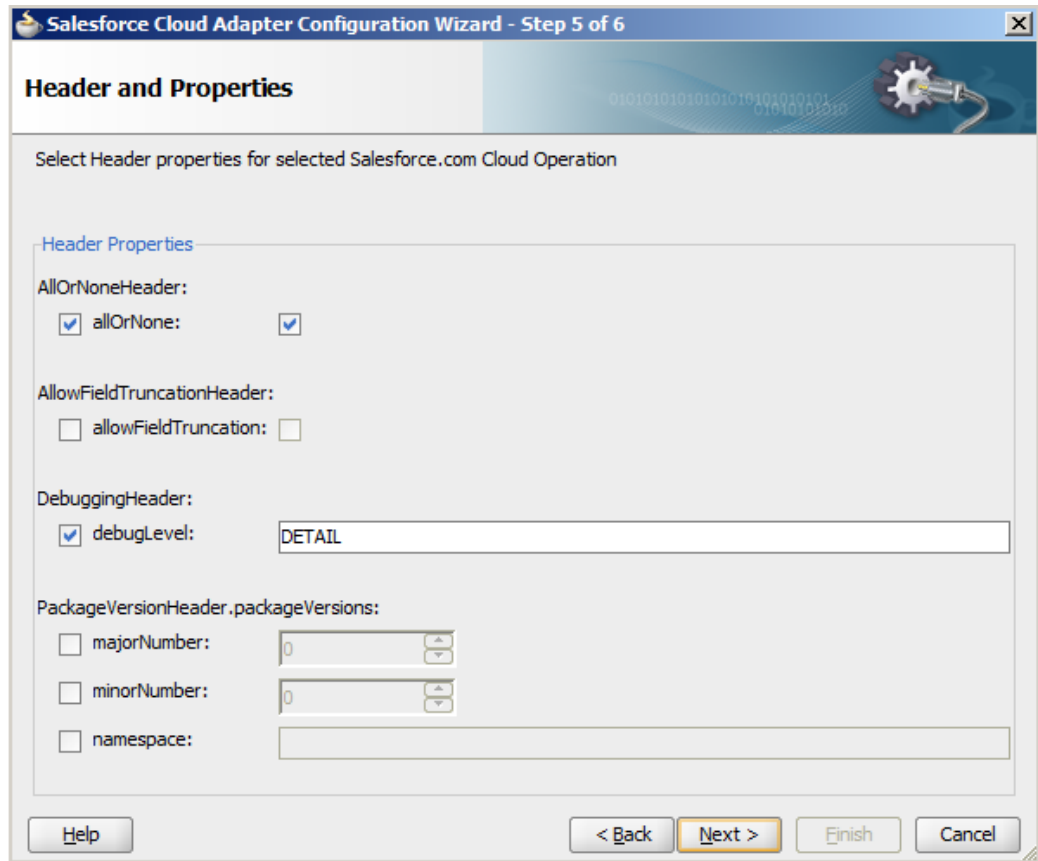 Salesforce Cloud Adapter Configuration Wizard - Step 5 of 6
Header and Properties
0101010101010101010101010101
01010101010
Select Header properties for selected Salesforce.com Cloud Operation
Header Properties
AllOrNoneHeader:
allOrNone:
AllowFieldTruncationHeader:
allowFieldTruncation:
DebuggingHeader:
debugLevel: DETAIL
PackageVersionHeader.packageVersions:
majorNumber: 0
minorNumber: 0
namespace:
Help < Back Next > Finish Cancel